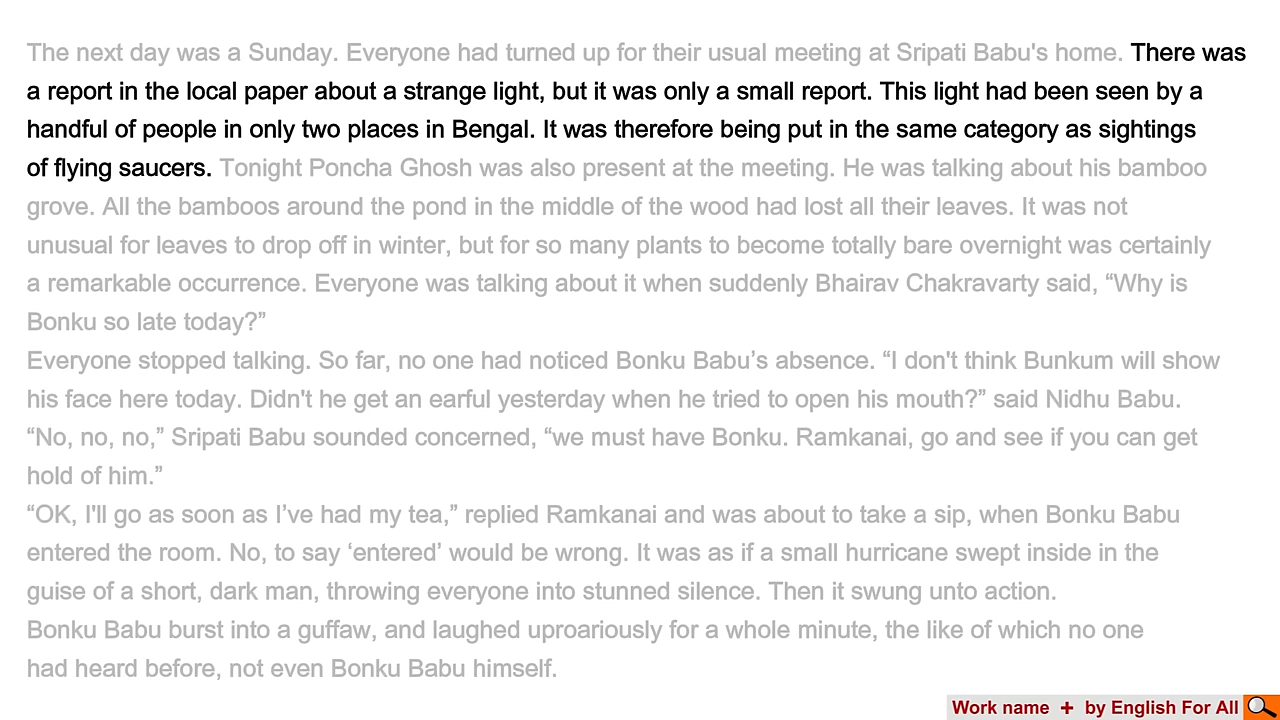 The next day was a Sunday. Everyone had turned up for their usual meeting at Sripati Babu's home. There was
a report in the local paper about a strange light, but it was only a small report. This light had been seen by a
handful of people in only two places in Bengal. It was therefore being put in the same category as sightings
of flying saucers. Tonight Poncha Ghosh was also present at the meeting. He was talking about his bamboo
grove. All the bamboos around the pond in the middle of the wood had lost all their leaves. It was not
unusual for leaves to drop off in winter, but for so many plants to become totally bare overnight was certainly
a remarkable occurrence. Everyone was talking about it when suddenly Bhairav Chakravarty said, “Why is
Bonku so late today?”
Everyone stopped talking. So far, no one had noticed Bonku Babu’s absence. “I don't think Bunkum will show
his face here today. Didn't he get an earful yesterday when he tried to open his mouth?” said Nidhu Babu.
“No, no, no,” Sripati Babu sounded concerned, “we must have Bonku. Ramkanai, go and see if you can get
hold of him.”
“OK, I'll go as soon as I’ve had my tea,” replied Ramkanai and was about to take a sip, when Bonku Babu
entered the room. No, to say ‘entered’ would be wrong. It was as if a small hurricane swept inside in the
guise of a short, dark man, throwing everyone into stunned silence. Then it swung unto action.
Bonku Babu burst into a guffaw, and laughed uproariously for a whole minute, the like of which no one
had heard before, not even Bonku Babu himself.
Work name + by English For All